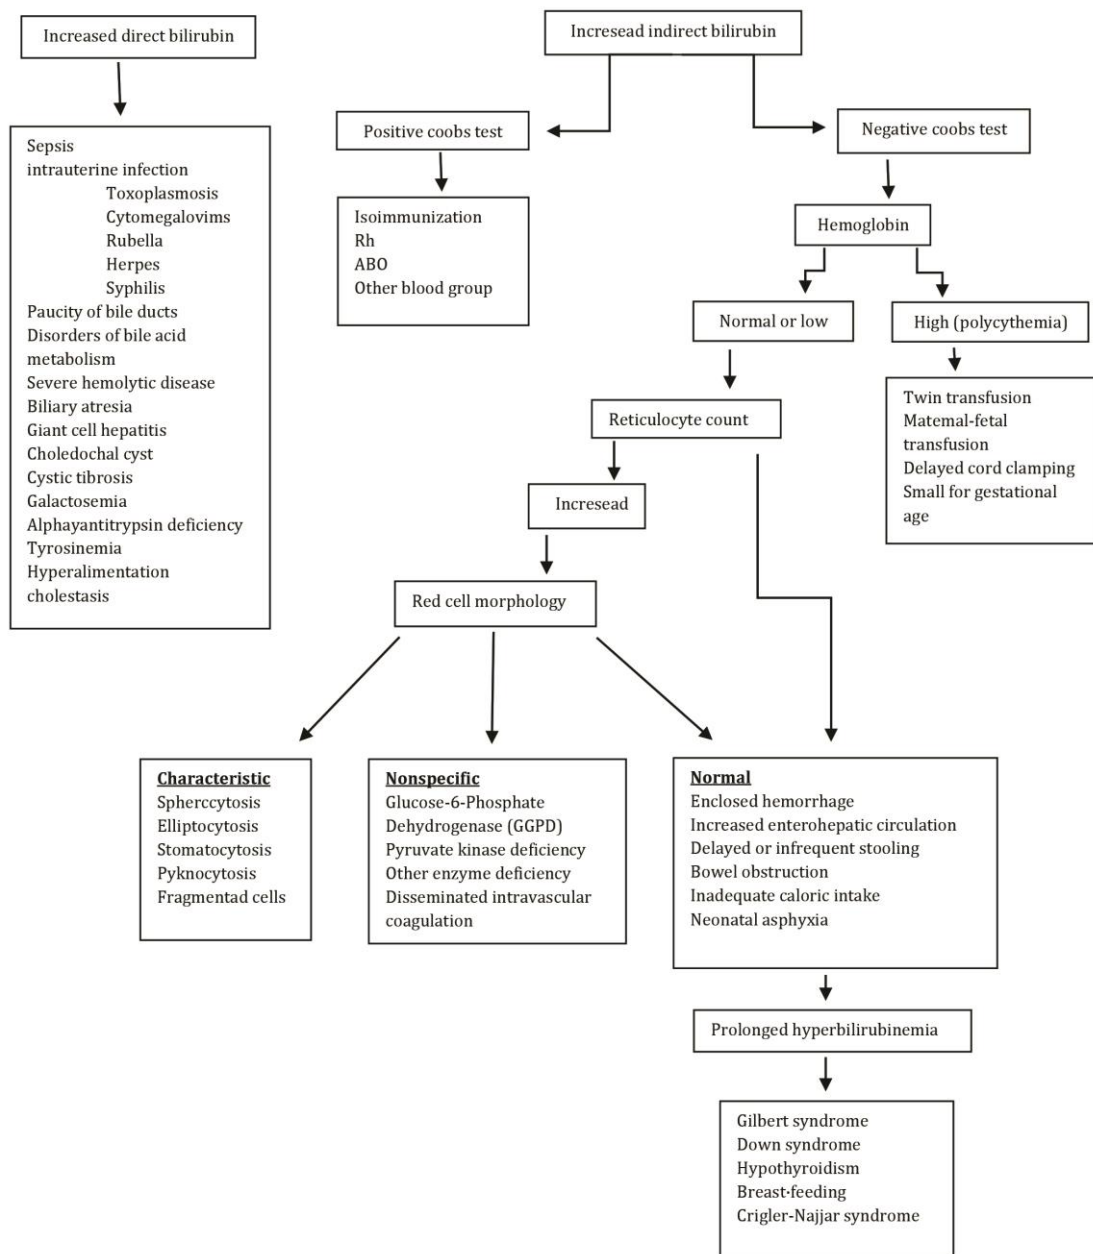 Increased direct bilirubin
Sepsis
intrauterine infection
Toxoplasmosis
Cytomegalovims
Rubella
Herpes
Syphilis
Paucity of bile ducts
Disorders of bile acid
metabolism
Severe hemolytic disease
Biliary atresia
Giant cell hepatitis
Choledochal cyst
Cystic tibrosis
Galactosemia
Alphayantitrypsin deficiency
Tyrosinemia
Hyperalimentation
cholestasis
Incresead indirect bilirubin
Positive coobs test
Isoimmunization
Rh
ABO
Other blood group
Negative coobs test
Hemoglobin
Normal or low
High (polycythemia)
Twin transfusion
Matemal-fetal
transfusion
Delayed cord clamping
Small for gestational
age
Reticulocyte count
Incresead
Red cell morphology
Characteristic
Spherccytosis
Elliptocytosis
Stomatocytosis
Pyknocytosis
Fragmentad cells
Nonspecific
Glucose-6-Phosphate
Dehydrogenase (GGPD)
Pyruvate kinase deficiency
Other enzyme deficiency
Disseminated intravascular
coagulation
Normal
Enclosed hemorrhage
Increased enterohepatic circulation
Delayed or infrequent stooling
Bowel obstruction
Inadequate caloric intake
Neonatal asphyxia
Prolonged hyperbilirubinemia
Gilbert syndrome
Down syndrome
Hypothyroidism
Breast·feeding
Crigler-Najjar syndrome